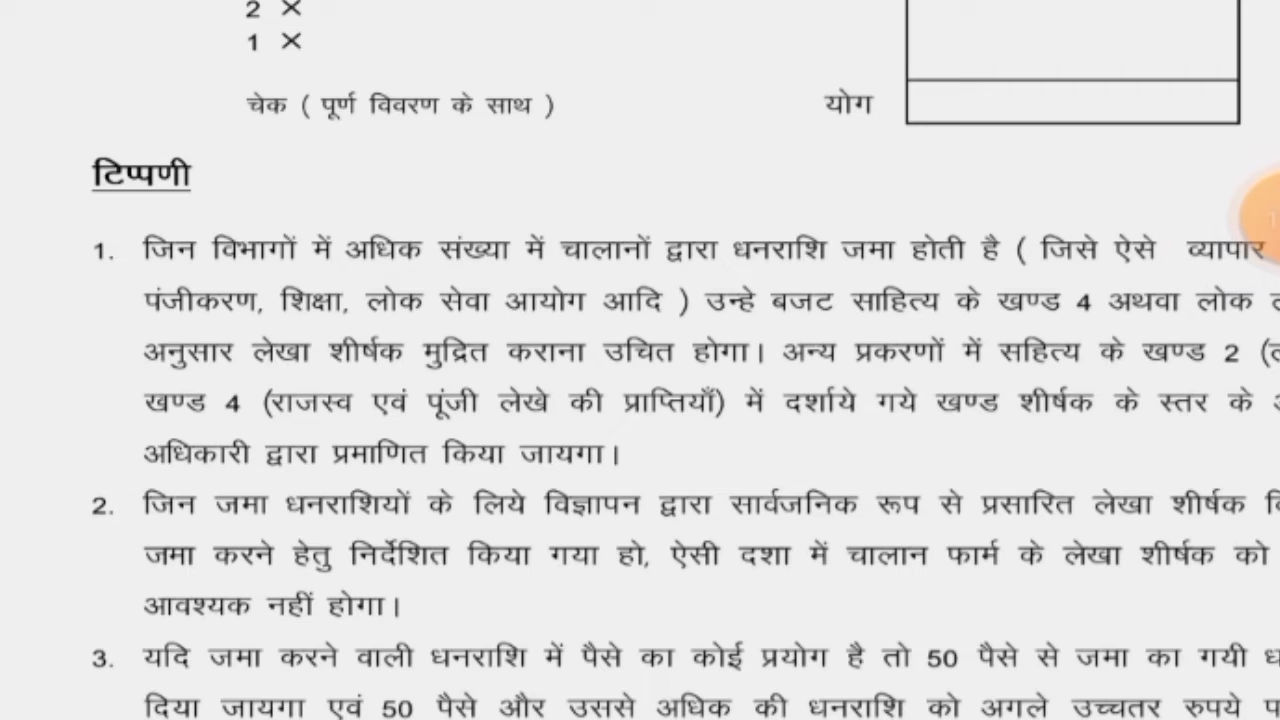 2 ×
1 ×
चेक ( पूर्ण विवरण के साथ ) योग
टिप्पणी
1. जिन विभागों में अधिक संख्या में चालानों द्वारा धनराशि जमा होती है ( जिसे ऐसे व्यापार
पंजीकरण, शिक्षा, लोक सेवा आयोग आदि ) उन्हे बजट साहित्य के खण्ड 4 अथवा लोक
अनुसार लेखा शीर्षक मुद्रित कराना उचित होगा। अन्य प्रकरणों में सहित्य के खण्ड 2
खण्ड 4 (राजस्व एवं पूंजी लेखे की प्राप्तियाँ) में दर्शाये गये खण्ड शीर्षक के स्तर के
अधिकारी द्वारा प्रमाणित किया जायगा।
2. जिन जमा धनराशियों के लिये विज्ञापन द्वारा सार्वजनिक रूप से प्रसारित लेखा शीर्षक
जमा करने हेतु निर्देशित किया गया हो, ऐसी दशा में चालान फार्म के लेखा शीर्षक को
आवश्यक नहीं होगा।
3. यदि जमा करने वाली धनराशि में पैसे का कोई प्रयोग है तो 50 पैसे से जमा का गयी
दिया जायगा एवं 50 पैसे और उससे अधिक की धनराशि को अगले उच्चतर रुपये